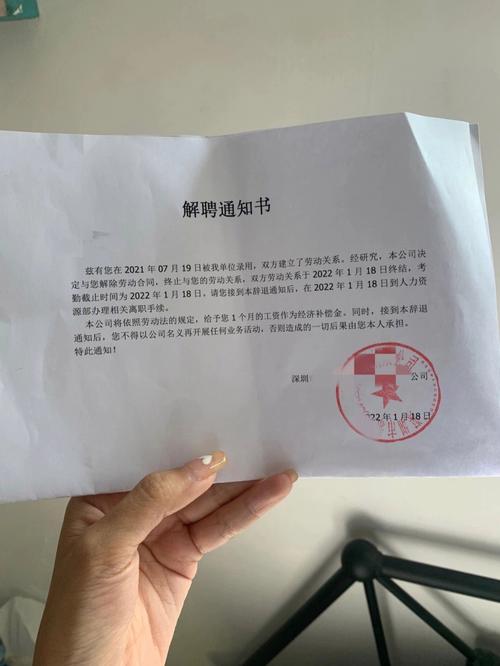 解聘通知书
兹有您在 2021 年 07 月 19 日被我单位录用，双方建立了劳动关系。经研究，本公司决
定与您解除劳动合同，终止与您的劳动关系，双方劳动关系于 2022 年 1 月 18 日终结，考
勤截止时间为 2022 年 1 月 18 日。请您接到本辞退通知后，在 2022 年 1 月 18 日到人力资
源部办理相关离职手续。
本公司将依照劳动法的规定，给予您 1 个月的工资作为经济补偿金。同时，接到本辞退
通知后，您不得以公司名义再开展任何业务活动，否则造成的一切后果由您本人承担。
特此通知！
深圳 公司
22 年 1 月 18 日